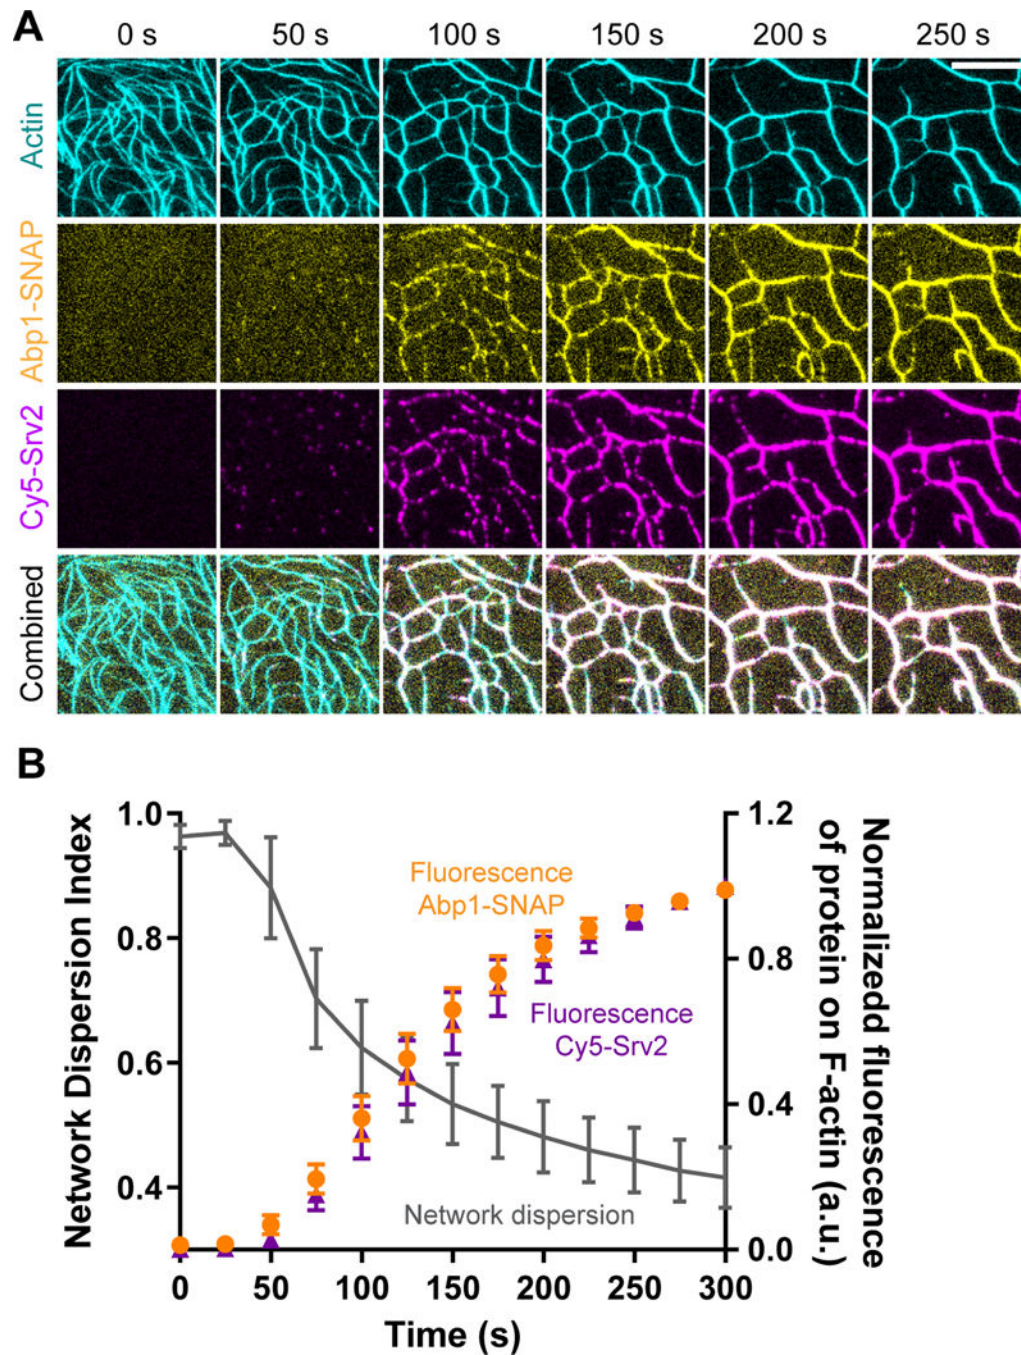 A
0 s 50 s 100 s 150 s 200 s 250 s
Actin
Abp1-SNAP
Cy5-Srv2
Combined
B
Network Dispersion Index
1.0
0.8
0.6
0.4
Fluorescence
Abp1-SNAP
Fluorescence
Cy5-Srv2
Network dispersion
1.2
0.8
0.4
0.0
Normalized fluorescence
of protein on F-actin (a.u.)
0 50 100 150 200 250 300
Time (s)